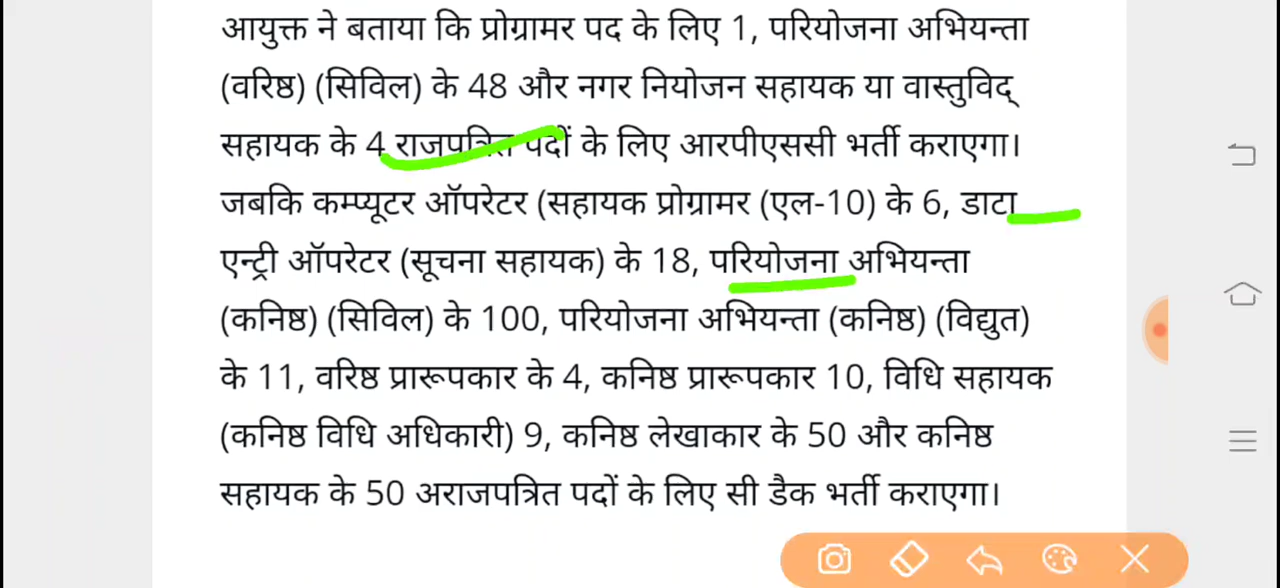 आयुक्त ने बताया कि प्रोग्रामर पद के लिए 1, परियोजना अभियन्ता
(वरिष्ठ) (सिविल) के 48 और नगर नियोजन सहायक या वास्तुविद्
सहायक के 4 राजपत्रित पदों के लिए आरपीएससी भर्ती कराएगा।
जबकि कम्प्यूटर ऑपरेटर (सहायक प्रोग्रामर (एल-10) के 6, डाटा
एन्ट्री ऑपरेटर (सूचना सहायक) के 18, परियोजना अभियन्ता
(कनिष्ठ) (सिविल) के 100, परियोजना अभियन्ता (कनिष्ठ) (विद्युत)
के 11, वरिष्ठ प्रारूपकार के 4, कनिष्ठ प्रारूपकार 10, विधि सहायक
(कनिष्ठ विधि अधिकारी) 9, कनिष्ठ लेखाकार के 50 और कनिष्ठ
सहायक के 50 अराजपत्रित पदों के लिए सी डैक भर्ती कराएगा।